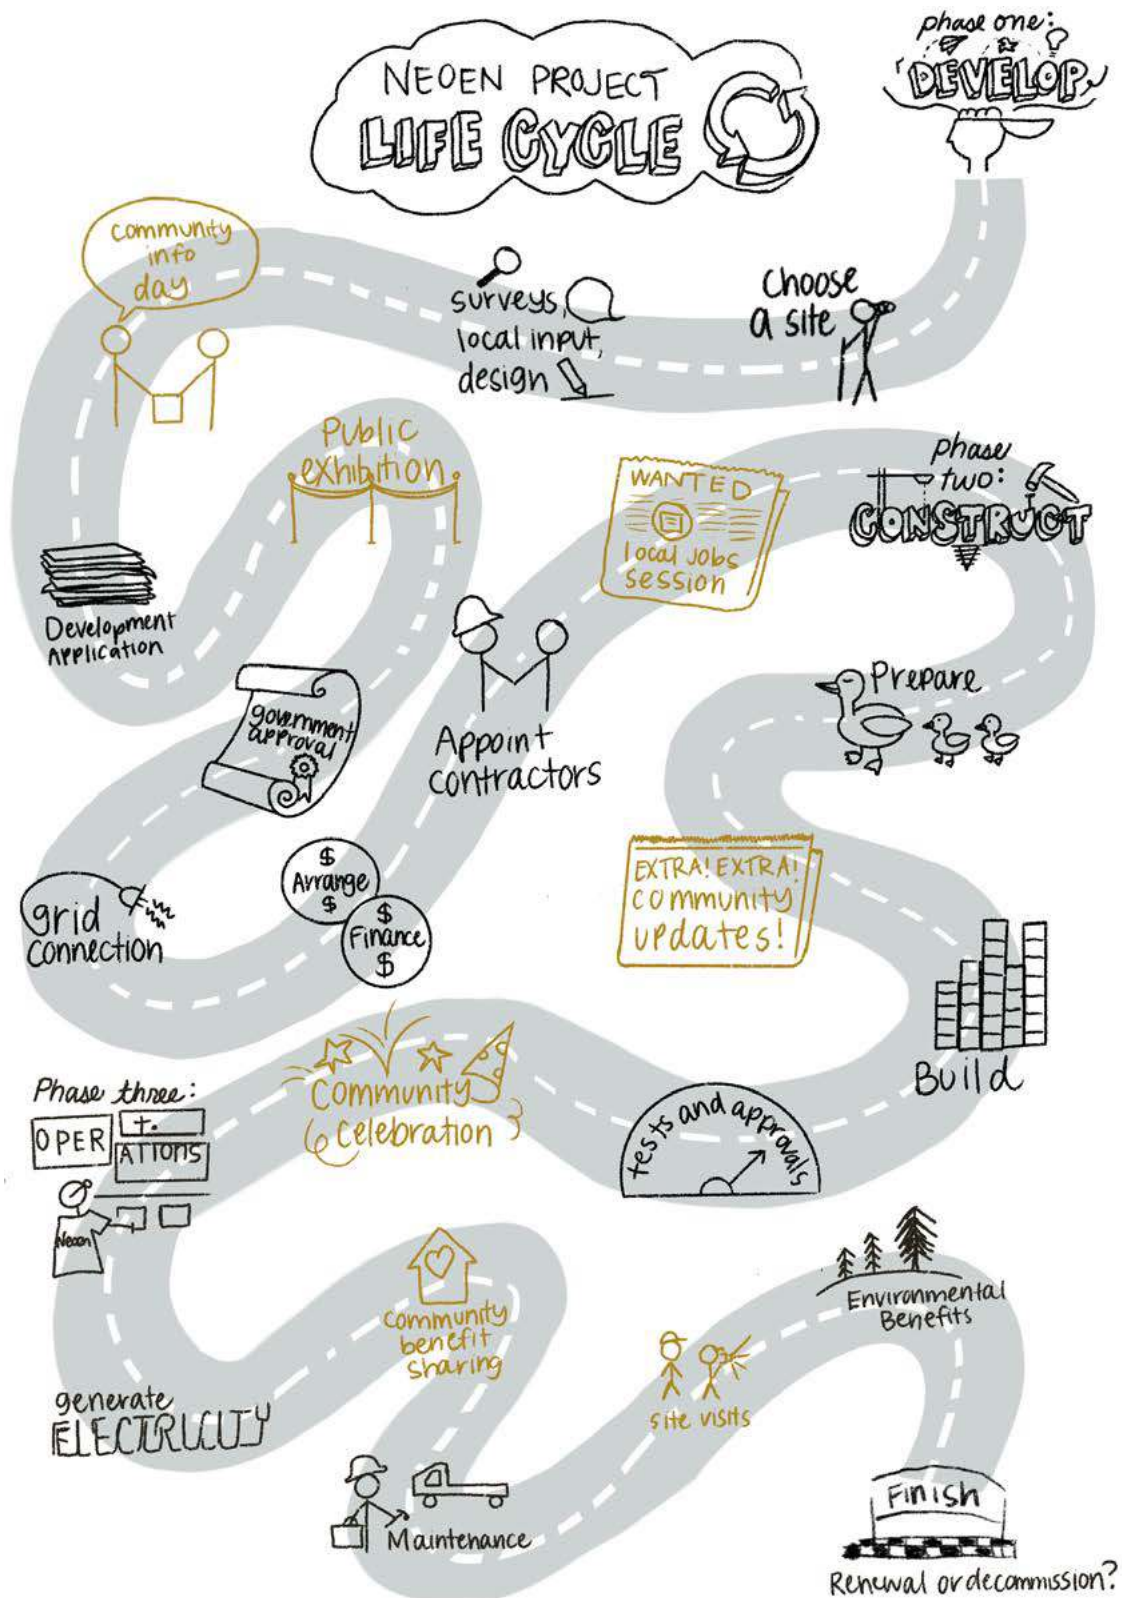 NEOEN PROJECT
LIFE CYCLE
phase one:
DEVELOP
Choose
a site
surveys,
local input,
design
community
info
day
Development
Application
Public
exhibition
government
approval
grid
connection
$
Arrange
$
$
Finance
$
Appoint
contractors
WANTED
local jobs
session
phase
two:
CONSTRUCT
Prepare
EXTRA! EXTRA!
community
updates!
Build
tests and approvals
Community
Celebration
Phase three:
OPER
ATIONS
Neoen
generate
ELECTRICITY
community
benefit
sharing
Maintenance
site visits
Environmental
Benefits
Finish
Renewal or decommission?